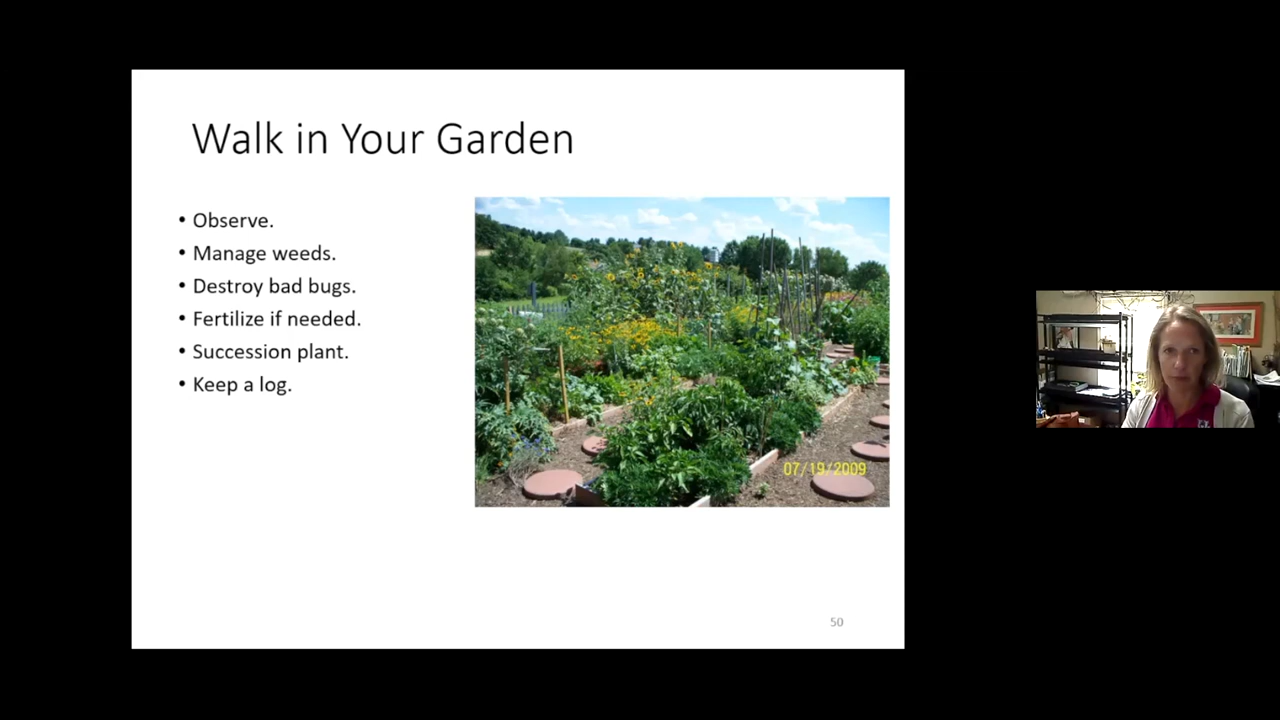 Walk in Your Garden
• Observe.
• Manage weeds.
• Destroy bad bugs.
• Fertilize if needed.
• Succession plant.
• Keep a log.
07/19/2009
50